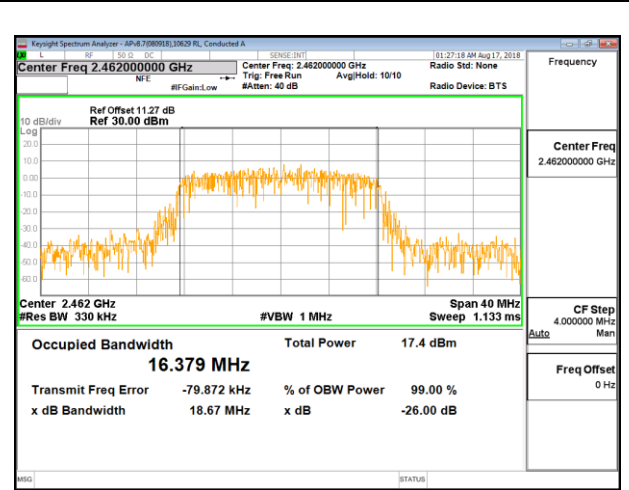 Keysight Spectrum Analyzer - APv8.7(080918),10629 RL, Conducted A
L RF 50 Ω DC SENSE:INT 01:27:18 AM Aug 17, 2018
Center Freq 2.462000000 GHz Center Freq: 2.462000000 GHz Radio Std: None
NFE Trig: Free Run Avg|Hold: 10/10
#IFGain:Low #Atten: 40 dB Radio Device: BTS
Frequency
Ref Offset 11.27 dB
10 dB/div Ref 30.00 dBm
Log
20.0
10.0
0.00
-10.0
-20.0
-30.0
-40.0
-50.0
-60.0
Center Freq
2.462000000 GHz
Center 2.462 GHz Span 40 MHz
#Res BW 330 kHz #VBW 1 MHz Sweep 1.133 ms
CF Step
4.000000 MHz
Auto Man
Occupied Bandwidth Total Power 17.4 dBm
16.379 MHz
Freq Offset
0 Hz
Transmit Freq Error -79.872 kHz % of OBW Power 99.00 %
x dB Bandwidth 18.67 MHz x dB -26.00 dB
MSG STATUS